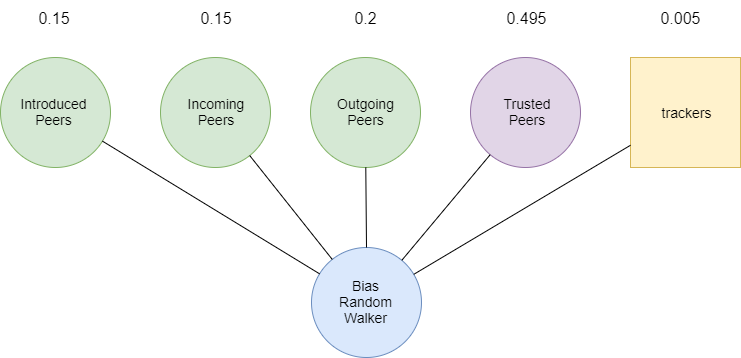 0.15
0.15
0.2
0.495
0.005
Introduced
Peers
Incoming
Peers
Outgoing
Peers
Trusted
Peers
trackers
Bias
Random
Walker